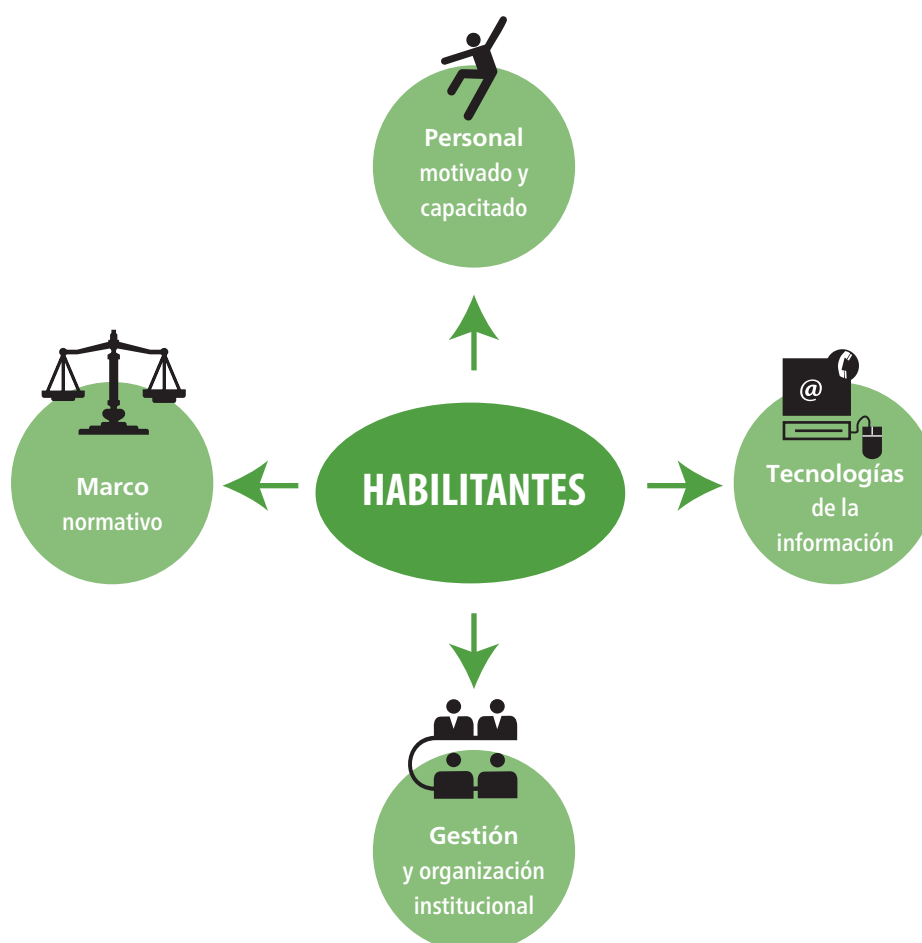 Personal
motivado y
capacitado
@
HABILITANTES
Marco
normativo
Tecnologías
de la
información
Gestión
y organización
institucional